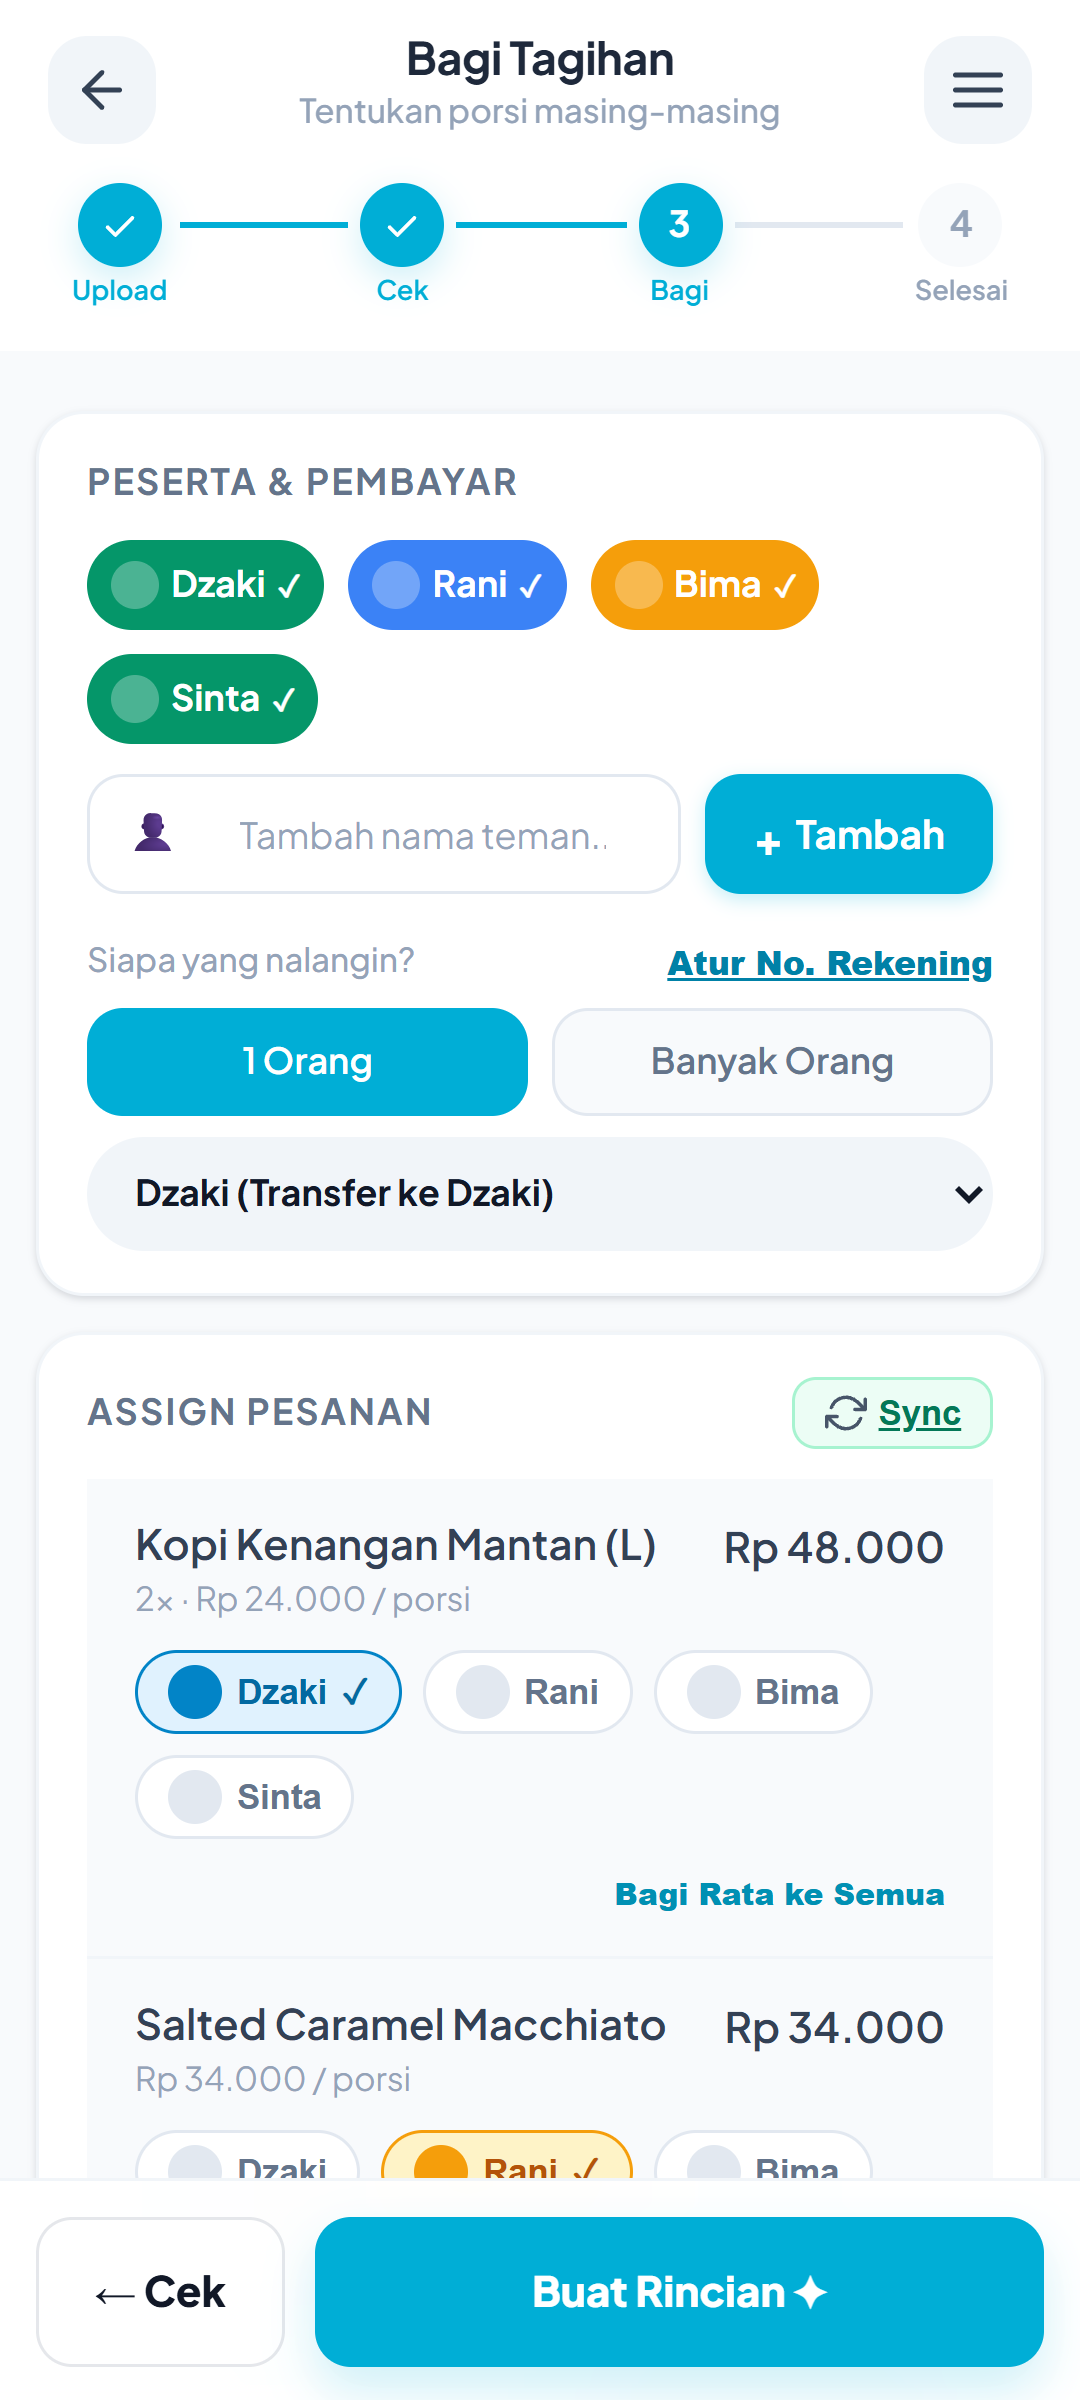 Bagi Tagihan
Tentukan porsi masing-masing
3
4
Upload
Cek
Bagi
Selesai
PESERTA & PEMBAYAR
Dzaki ✓
Rani ✓
Bima ✓
Sinta ✓
Tambah nama teman..
+ Tambah
Siapa yang nalangin?
Atur No. Rekening
1 Orang
Banyak Orang
Dzaki (Transfer ke Dzaki)
ASSIGN PESANAN
Sync
Kopi Kenangan Mantan (L)
Rp 48.000
2× · Rp 24.000 / porsi
Dzaki ✓
Rani
Bima
Sinta
Bagi Rata ke Semua
Salted Caramel Macchiato
Rp 34.000
Rp 34.000 / porsi
Dzaki
Rani ✓
Bima
← Cek
Buat Rincian ✦